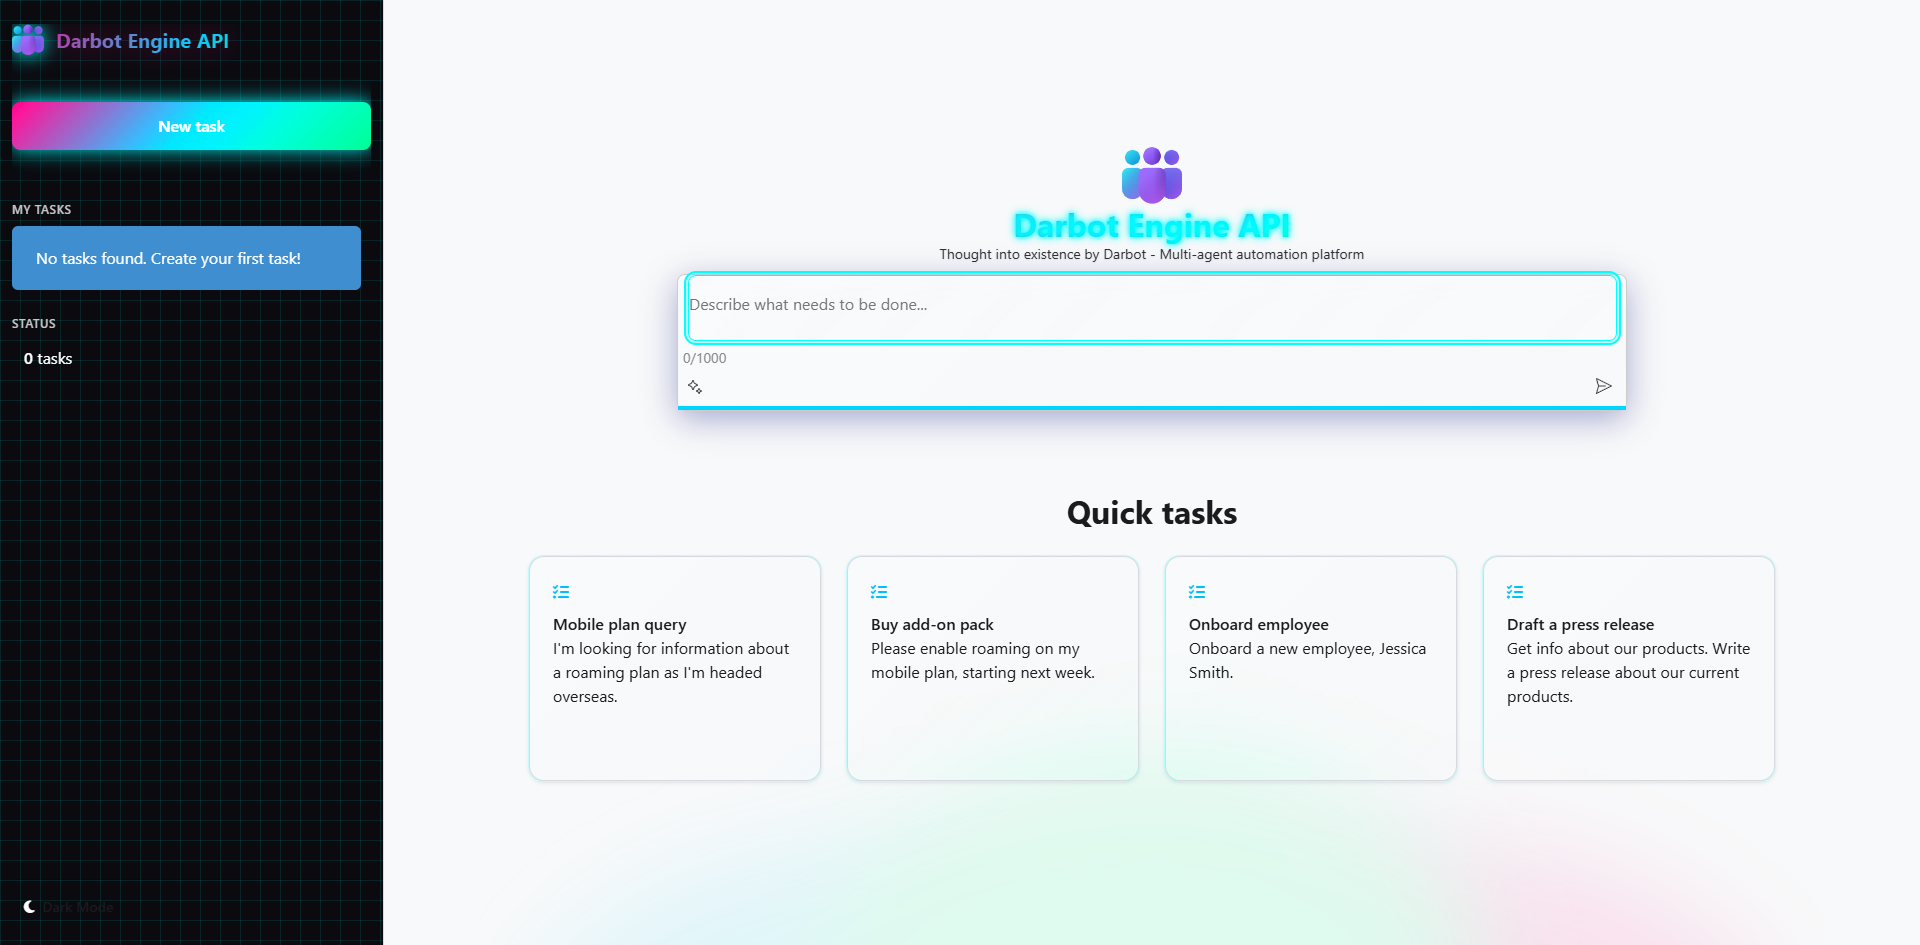 Darbot Engine API
New task
MY TASKS
No tasks found. Create your first task!
STATUS
0 tasks
Dark Mode
Darbot Engine API
Thought into existence by Darbot - Multi-agent automation platform
Describe what needs to be done...
0/1000
Quick tasks
Mobile plan query
I'm looking for information about
a roaming plan as I'm headed
overseas.
Buy add-on pack
Please enable roaming on my
mobile plan, starting next week.
Onboard employee
Onboard a new employee, Jessica
Smith.
Draft a press release
Get info about our products. Write
a press release about our current
products.